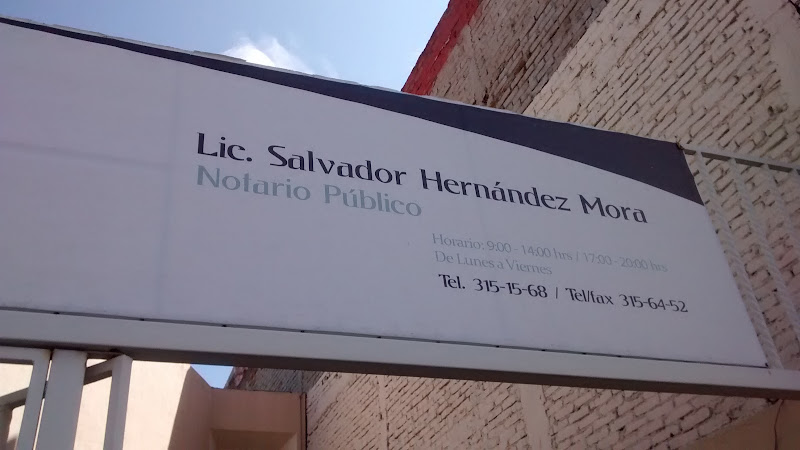 Lic. Salvador Hernández Mora
Notario Público
Horario: 9:00 - 14:00 hrs / 17:00 - 20:00 hrs
De Lunes a Viernes
Tel. 315-15-68 / Tel/fax 315-64-52